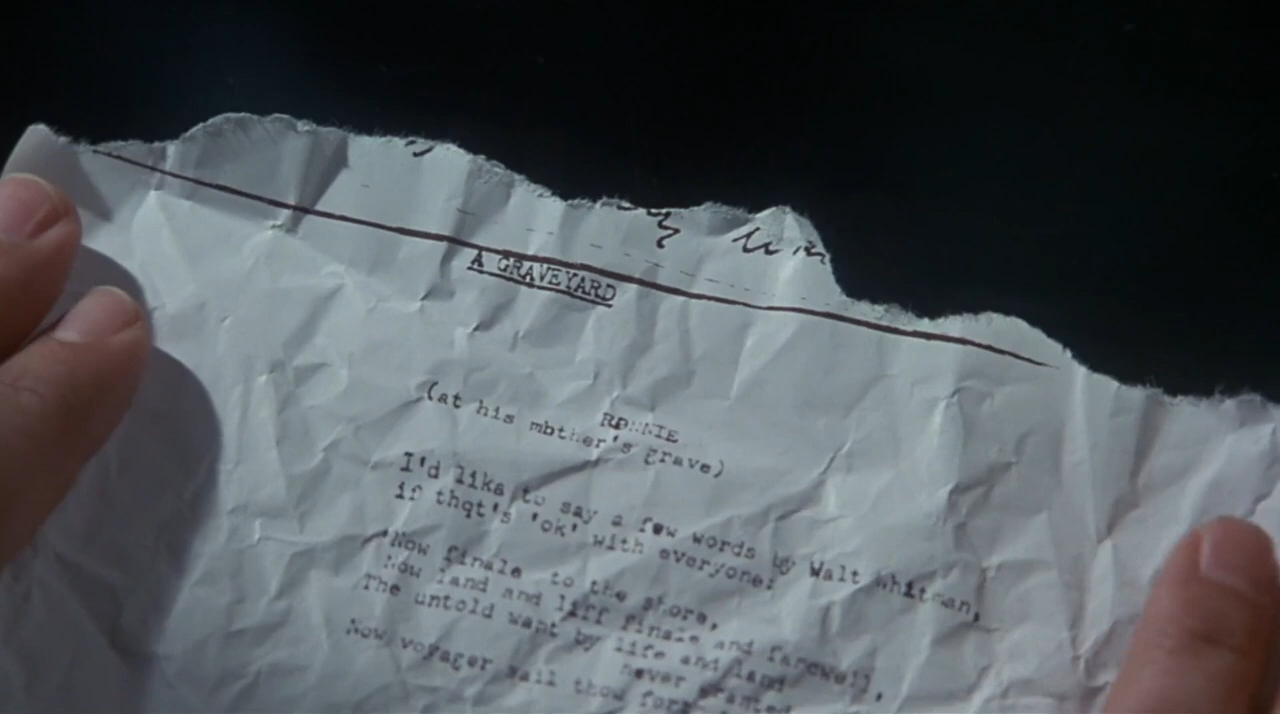 A GRAVEYARD
RONNIE
(at his mbther's grave)
I'd like to say a few words by Walt Whitman,
if thqt's 'ok' with everyone:
'Now finale to the shore,
Now land and liff finale and farewell,
The untold want by life and land
never granted
Now voyager sail thou forth